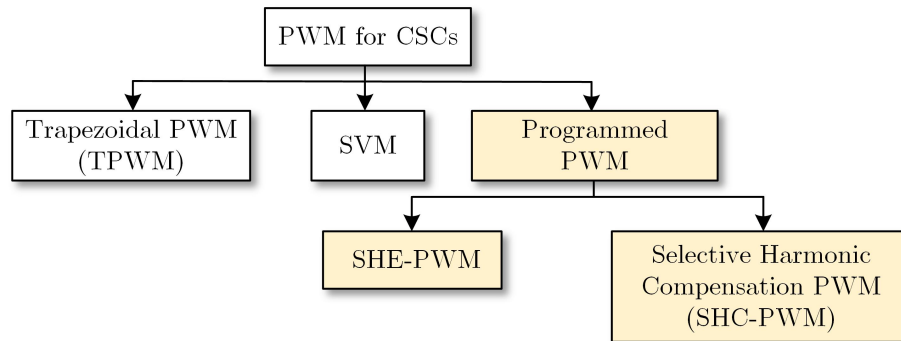 PWM for CSCs
Trapezoidal PWM
(TPWM)
SVM
Programmed
PWM
SHE-PWM
Selective Harmonic
Compensation PWM
(SHC-PWM)